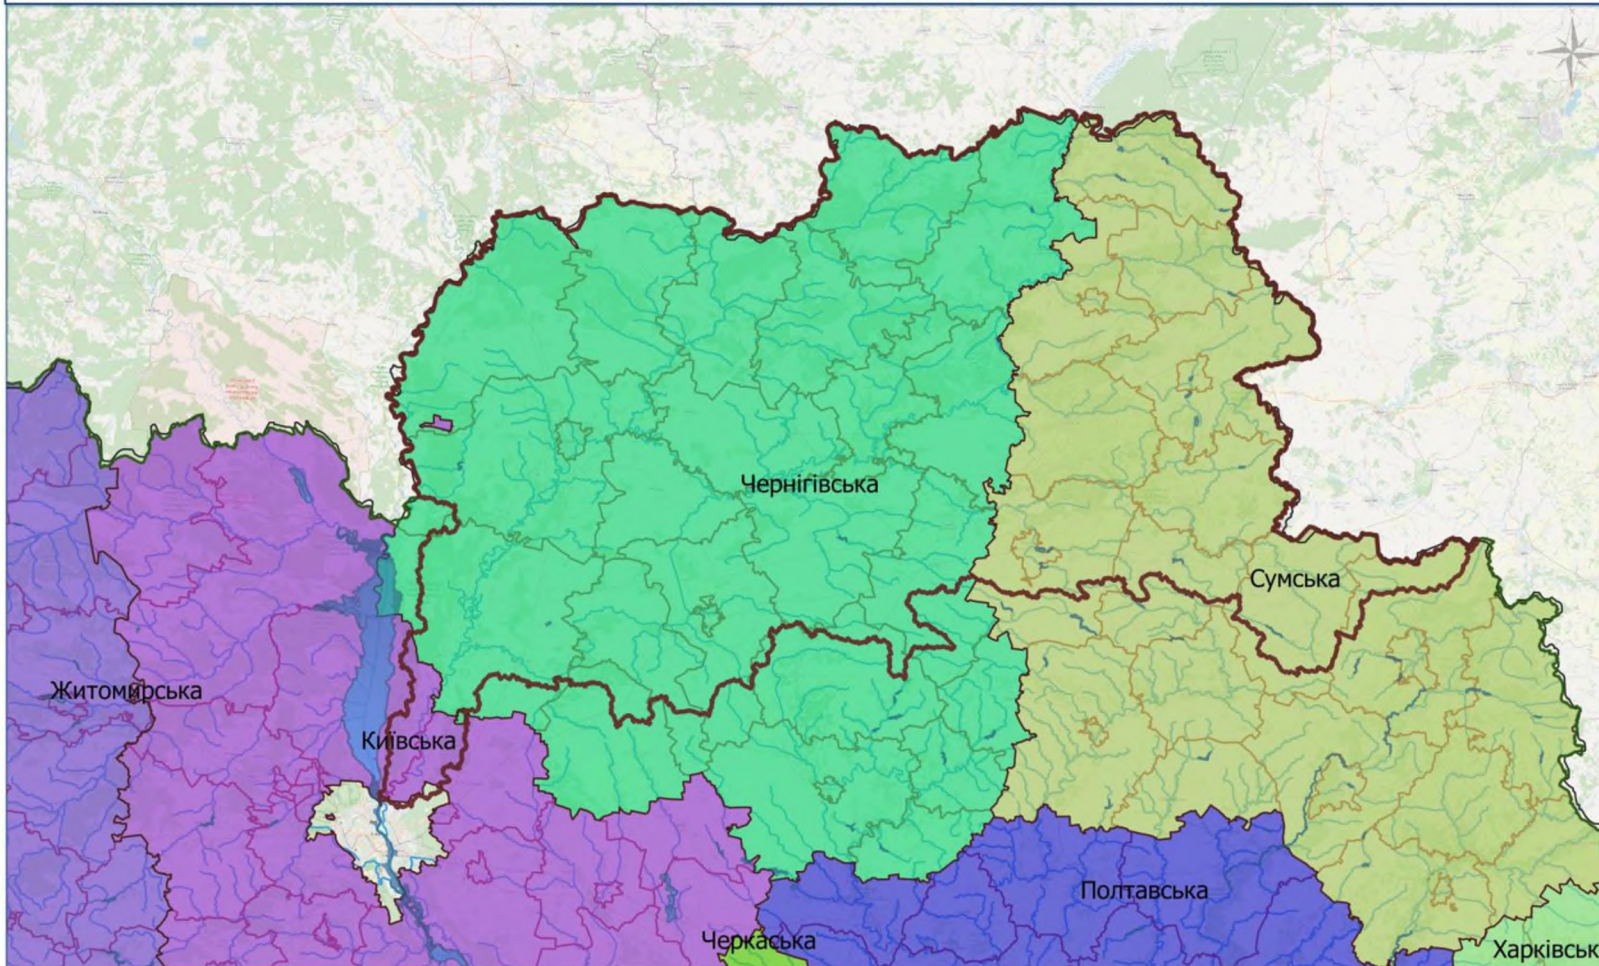 Чернігівська
Сумська
Житомирська
Київська
Полтавська
Черкаська
Харківськ